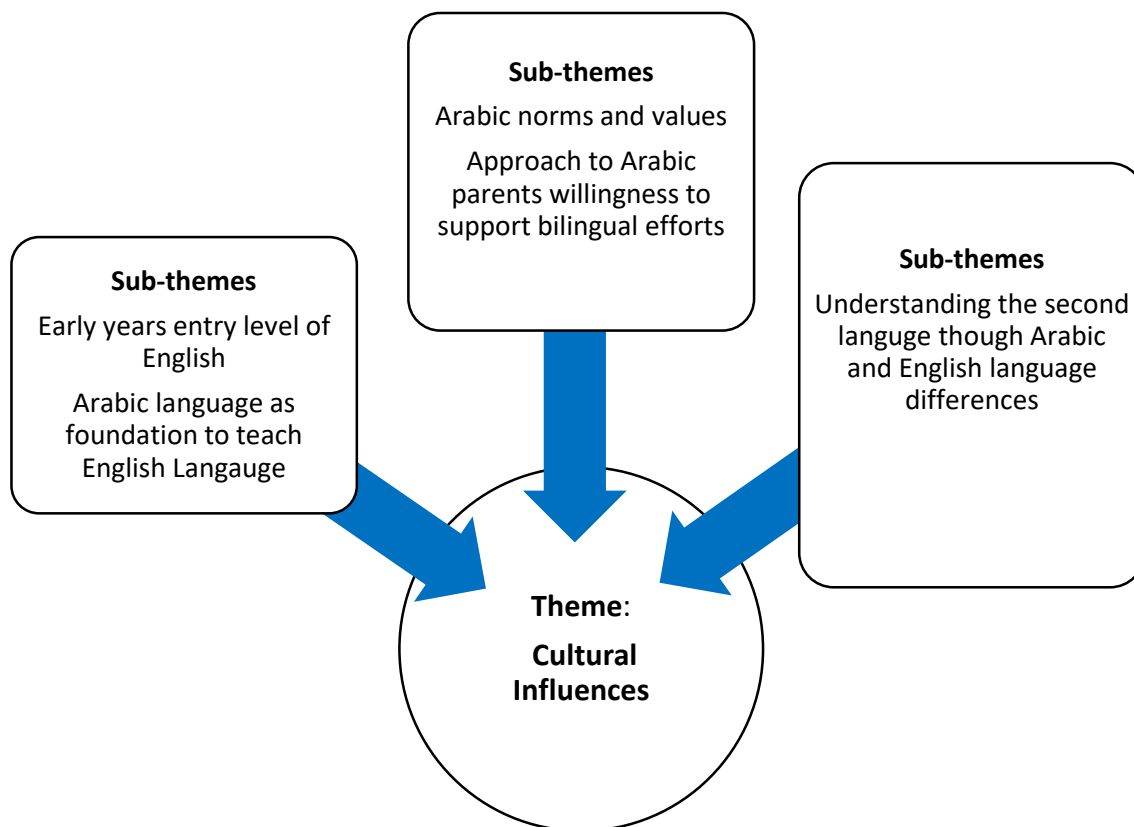 Sub-themes
Early years entry level of
English
Arabic language as
foundation to teach
English Langauge
Sub-themes
Arabic norms and values
Approach to Arabic
parents willingness to
support bilingual efforts
Sub-themes
Understanding the second
languge though Arabic
and English language
differences
Theme:
Cultural
Influences